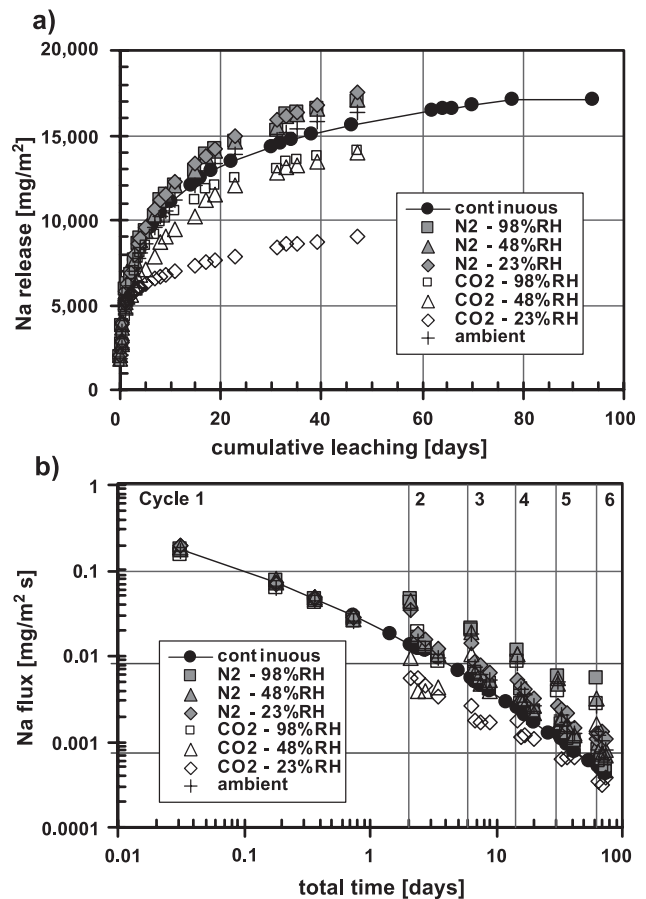 a)
20,000
15,000
10,000
5,000
0
Na release [mg/m²]
continuous
N2 - 98%RH
N2 - 48%RH
N2 - 23%RH
CO2 - 98%RH
CO2 - 48%RH
CO2 - 23%RH
ambient
0 20 40 60 80 100
cumulative leaching [days]
b)
1
0.1
0.01
0.001
0.0001
Na flux [mg/m² s]
Cycle 1 2 3 4 5 6
continuous
N2 - 98%RH
N2 - 48%RH
N2 - 23%RH
CO2 - 98%RH
CO2 - 48%RH
CO2 - 23%RH
ambient
0.01 0.1 1 10 100
total time [days]